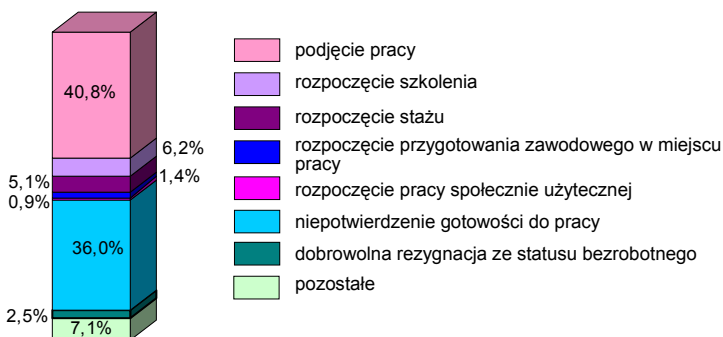 40,8%
6,2%
5,1%
1,4%
0,9%
36,0%
2,5%
7,1%
podjęcie pracy
rozpoczęcie szkolenia
rozpoczęcie stażu
rozpoczęcie przygotowania zawodowego w miejscu
pracy
rozpoczęcie pracy społecznie użytecznej
niepotwierdzenie gotowości do pracy
dobrowolna rezygnacja ze statusu bezrobotnego
pozostałe